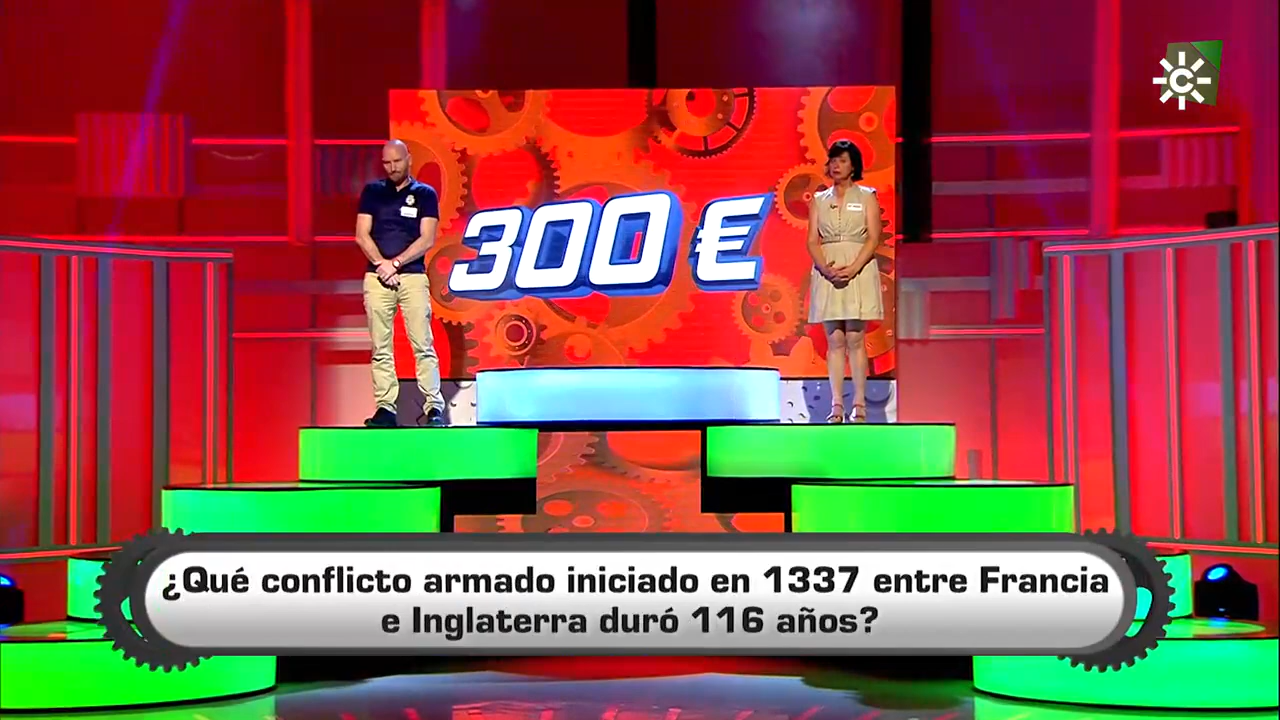 C
300 €
¿Qué conflicto armado iniciado en 1337 entre Francia
e Inglaterra duró 116 años?